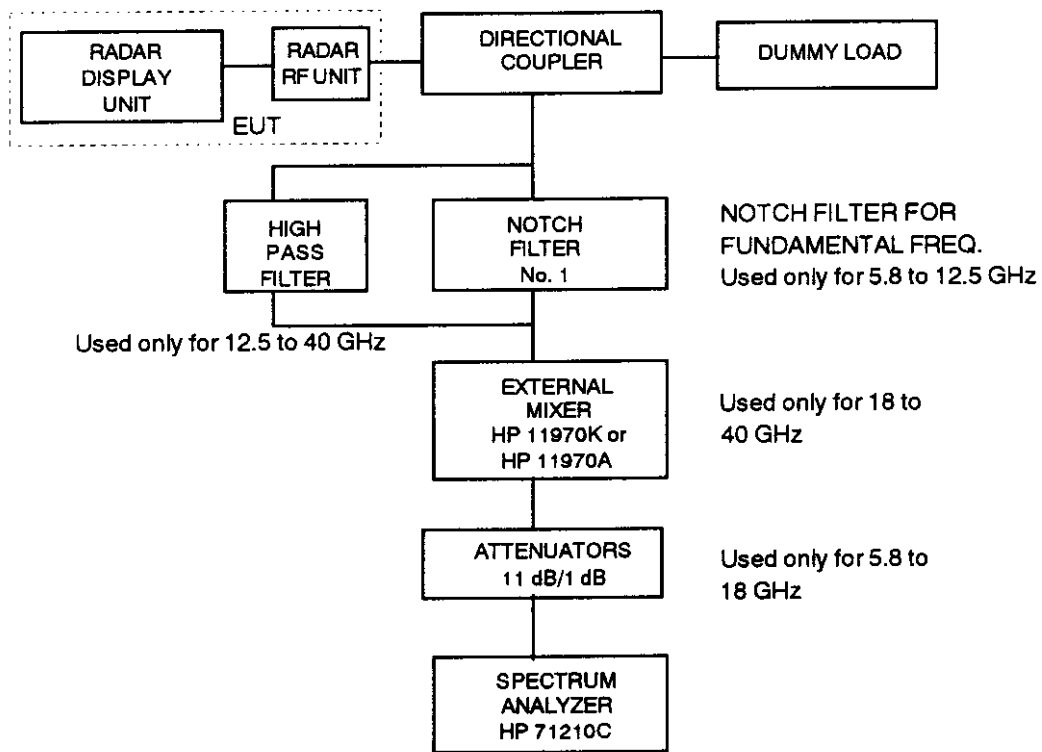 RADAR
DISPLAY
UNIT
RADAR
RF UNIT
EUT
DIRECTIONAL
COUPLER
DUMMY LOAD
HIGH
PASS
FILTER
NOTCH
FILTER
No. 1
NOTCH FILTER FOR
FUNDAMENTAL FREQ.
Used only for 5.8 to 12.5 GHz
Used only for 12.5 to 40 GHz
EXTERNAL
MIXER
HP 11970K or
HP 11970A
Used only for 18 to
40 GHz
ATTENUATORS
11 dB/1 dB
Used only for 5.8 to
18 GHz
SPECTRUM
ANALYZER
HP 71210C